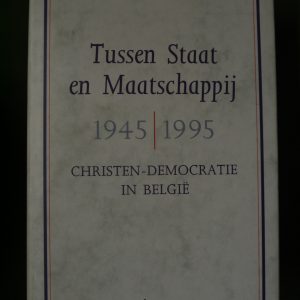 Tussen Staat
en Maatschappij
1945 | 1995
CHRISTEN-DEMOCRATIE
IN BELGIË